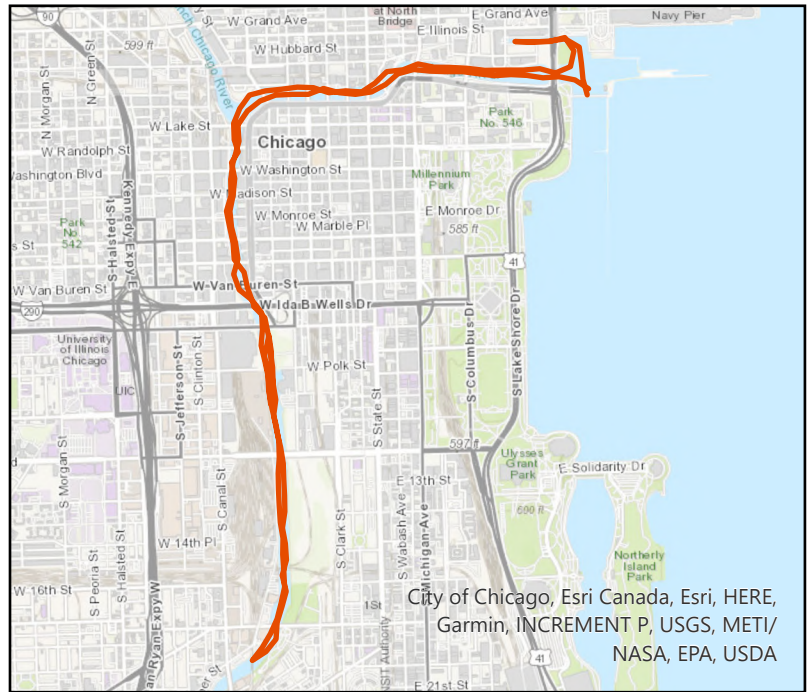 90
W Grand Ave
at North
Bridge
E Grand Ave
E Illinois St
Navy Pier
599 ft
W Hubbard St
N Morgan St
N Green St
Chicago River
W Lake St
Park
No. 546
W Randolph St
Chicago
W Washington St
W Madison St
Millennium
Park
W Monroe St
W Marble Pl
E Monroe Dr
585 ft
Park
No.
542
S Halsted St
Kennedy Expy E
41
W Van Buren St
W Van Buren St
W Ida B Wells Dr
290
S Columbus Dr
S Lake Shore Dr
University
of Illinois
Chicago
UIC
S Jefferson St
S Clinton St
W Polk St
S State St
597 ft
Ulysses
Grant
Park
E Solidarity Dr
S Morgan St
S Canal St
E 13th St
600 ft
W 14th Pl
S Clark St
S Wabash Ave
Michigan Ave
S Peoria St
S Halsted St
Northerly
Island
Park
W 16th St
City of Chicago, Esri Canada, Esri, HERE,
Garmin, INCREMENT P, USGS, METI/
NASA, EPA, USDA
41
E 21st St